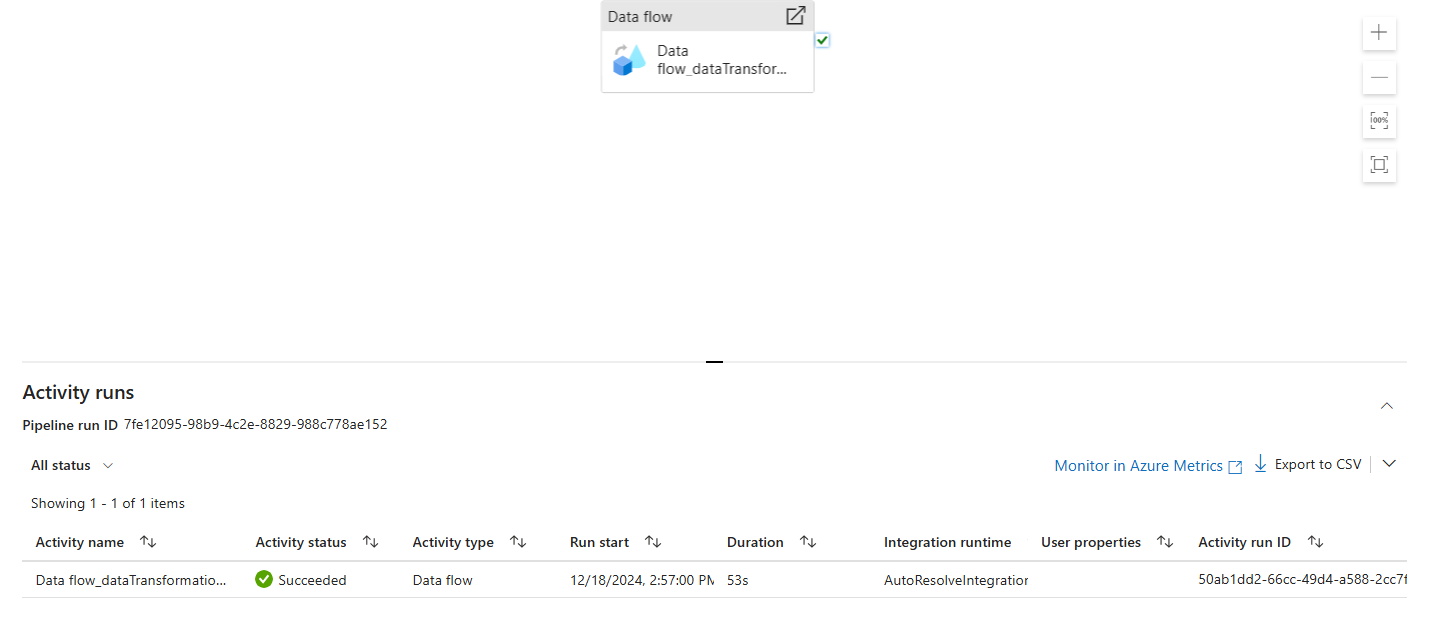 Data flow
Data
flow_dataTransfor...
100%
Activity runs
Pipeline run ID 7fe12095-98b9-4c2e-8829-988c778ae152
All status
Monitor in Azure Metrics Export to CSV
Showing 1 - 1 of 1 items
Activity name Activity status Activity type Run start Duration Integration runtime User properties Activity run ID
Data flow_dataTransformatio... Succeeded Data flow 12/18/2024, 2:57:00 PM 53s AutoResolveIntegration 50ab1dd2-66cc-49d4-a588-2cc7f